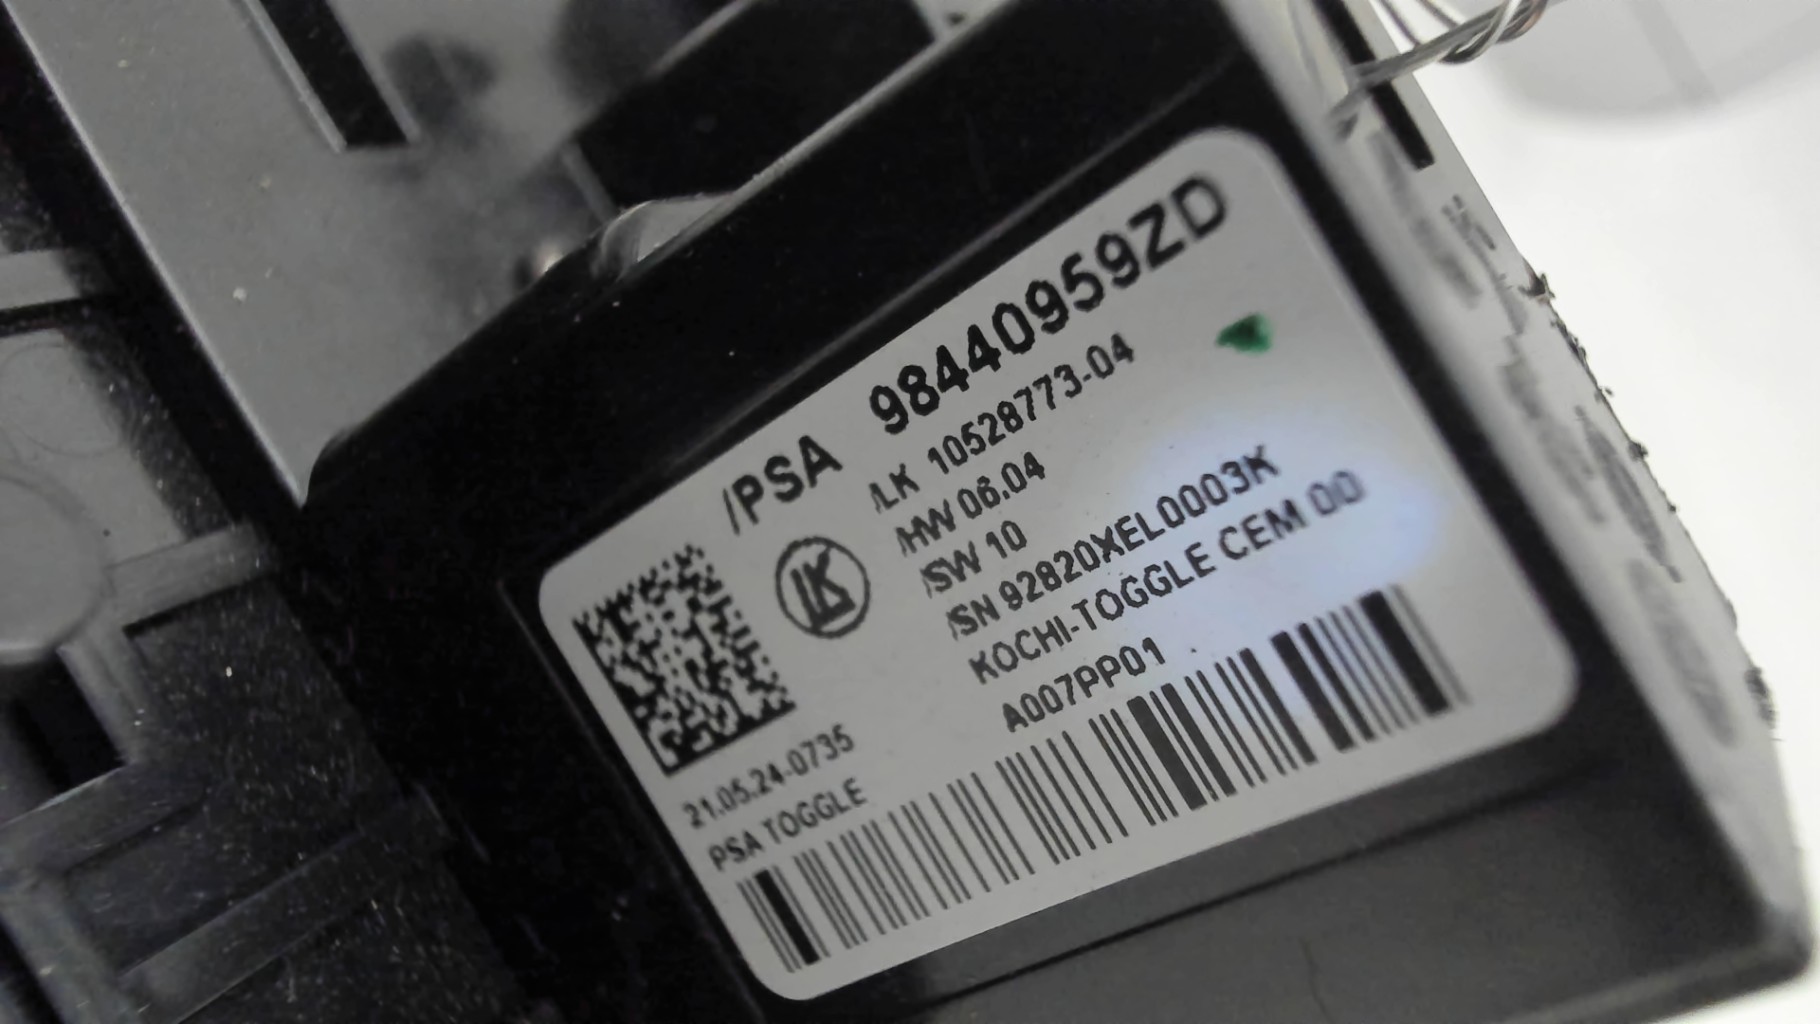 /PSA 98440959ZD
/LK 10528773-04
/HW 06.04
/SW 10
/SN 92820XEL0003K
KOCHI-TOGGLE CEM 00
A007PP01
LK
21.05.24-0735
PSA TOGGLE